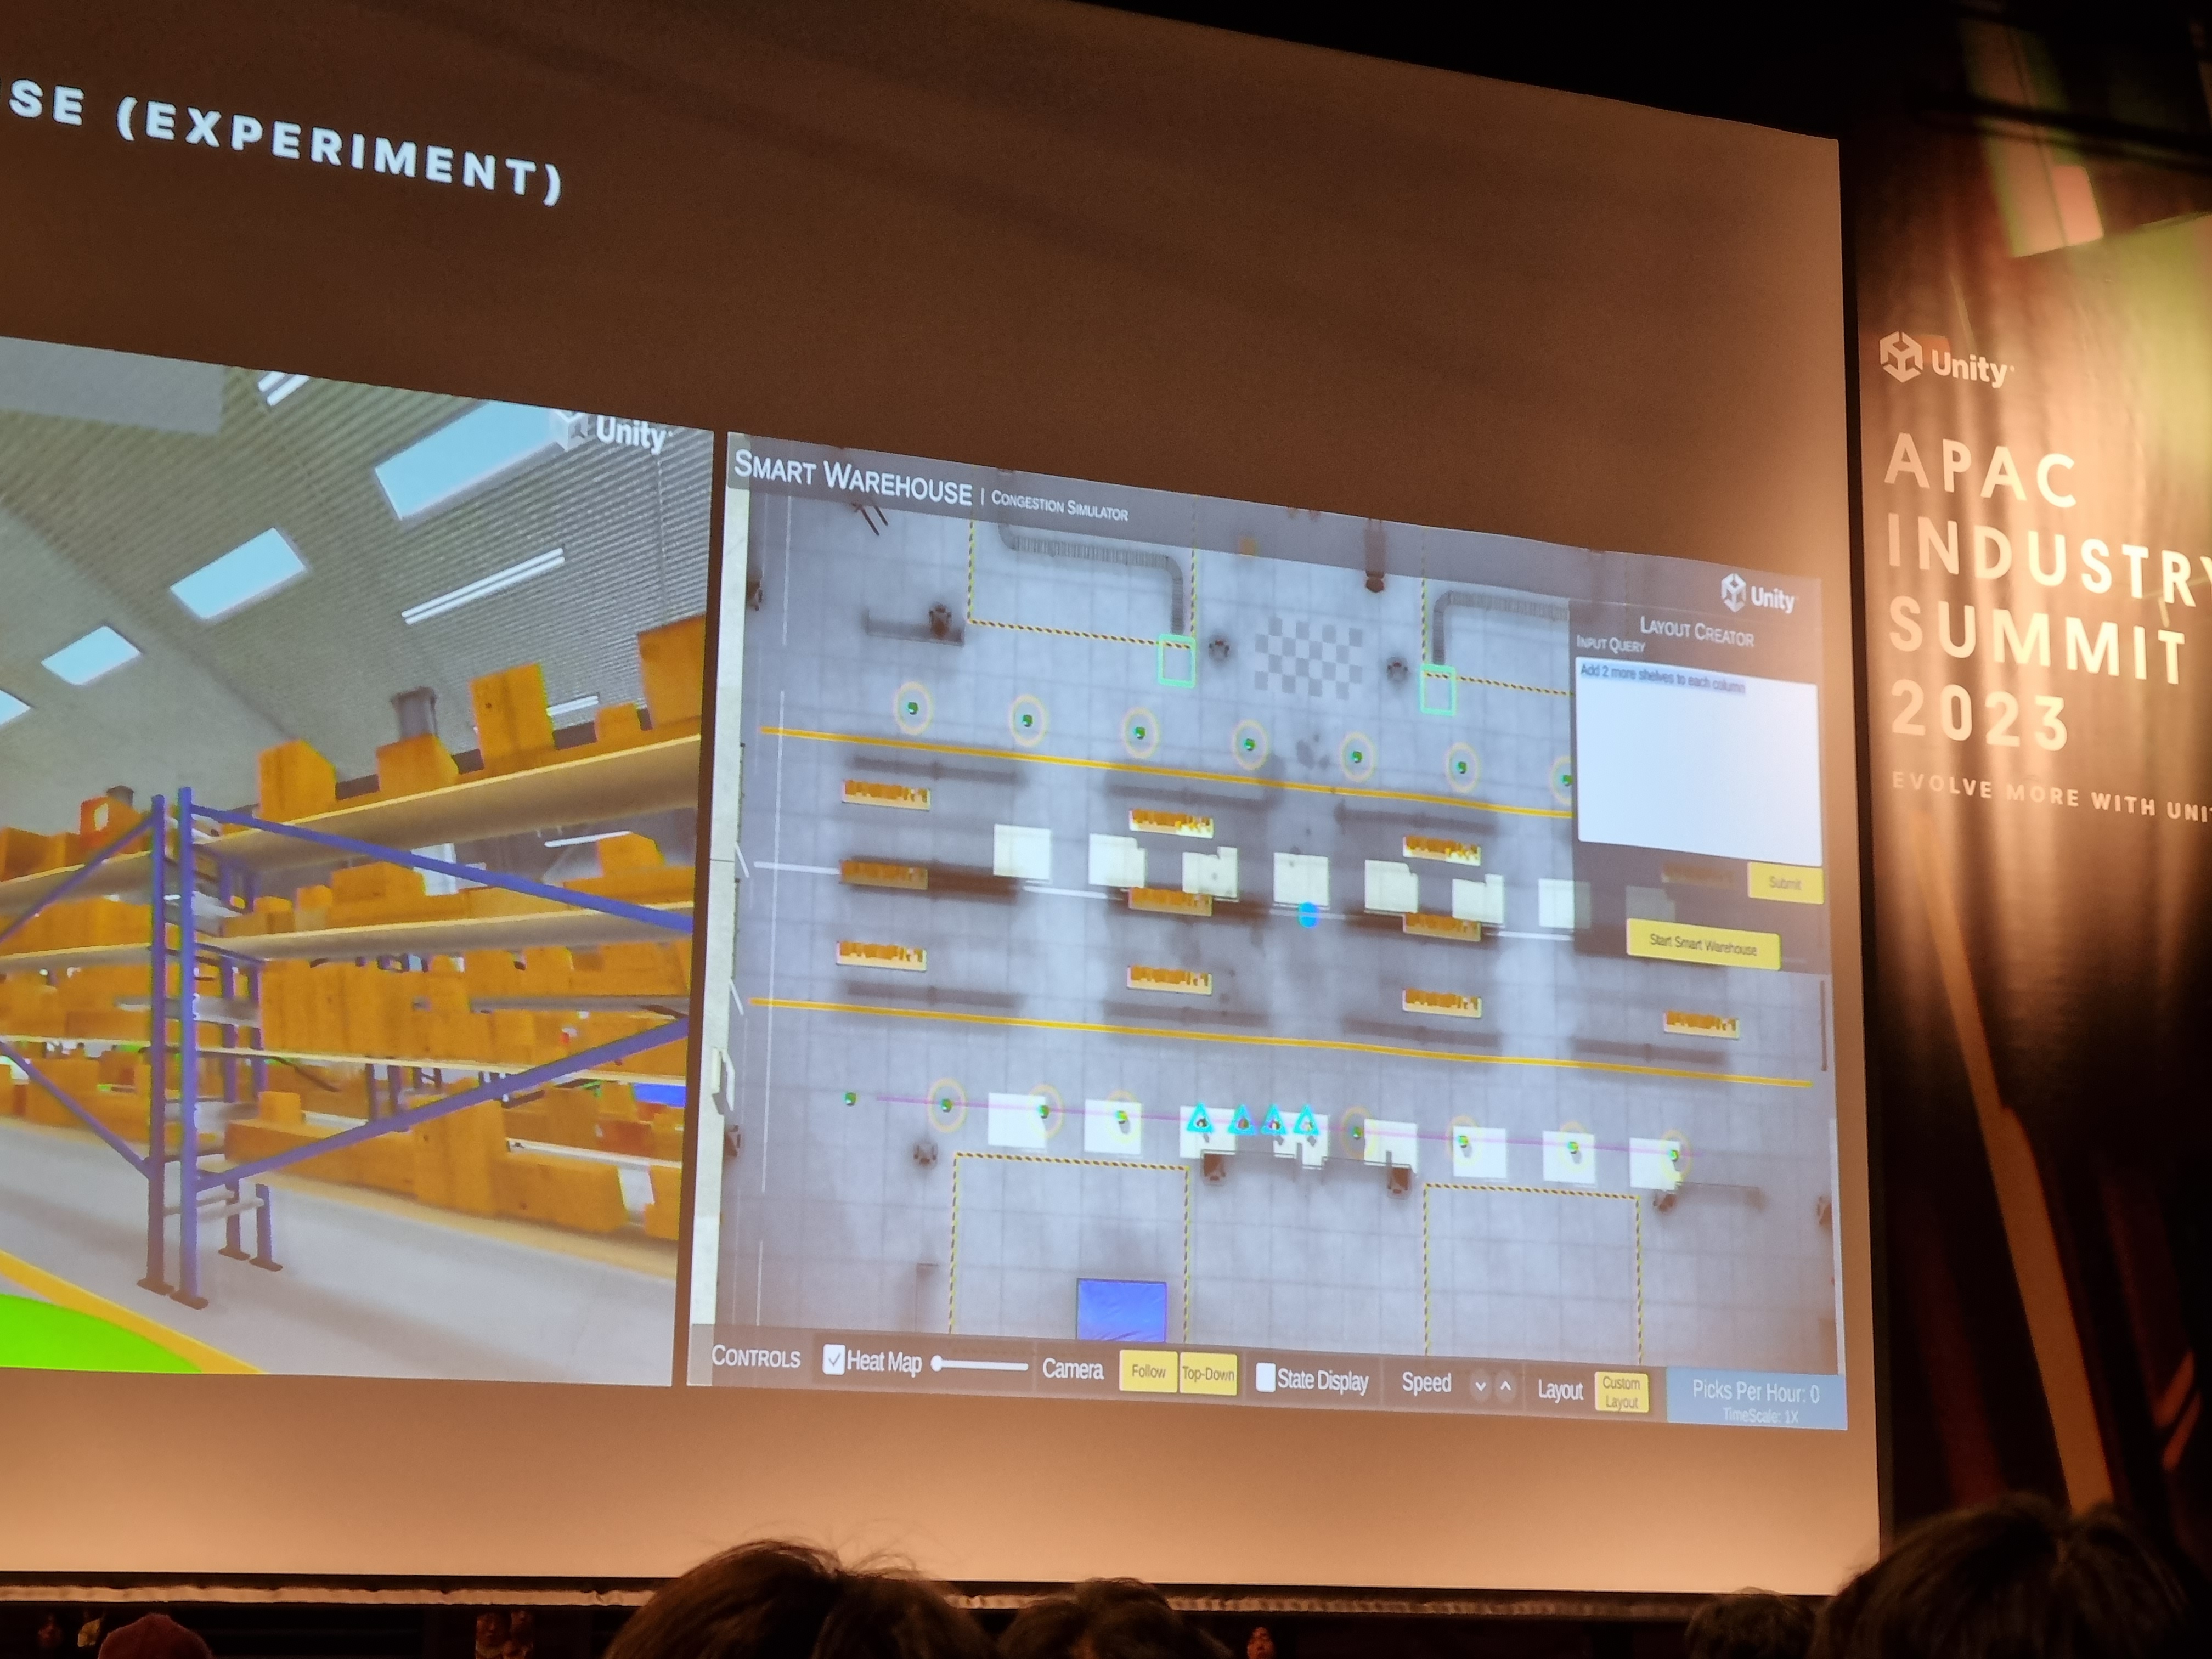 SE (EXPERIMENT)
Unity
SMART WAREHOUSE | CONGESTION SIMULATOR
Unity
LAYOUT CREATOR
INPUT QUERY
Add 2 more shelves to each column
Submit
Start Smart Warehouse
CONTROLS Heat Map Camera Follow Top-Down State Display Speed Layout Custom Layout
Picks Per Hour: 0
TimeScale: 1X
Unity
APAC
INDUSTRY
SUMMIT
2023
EVOLVE MORE WITH UNI